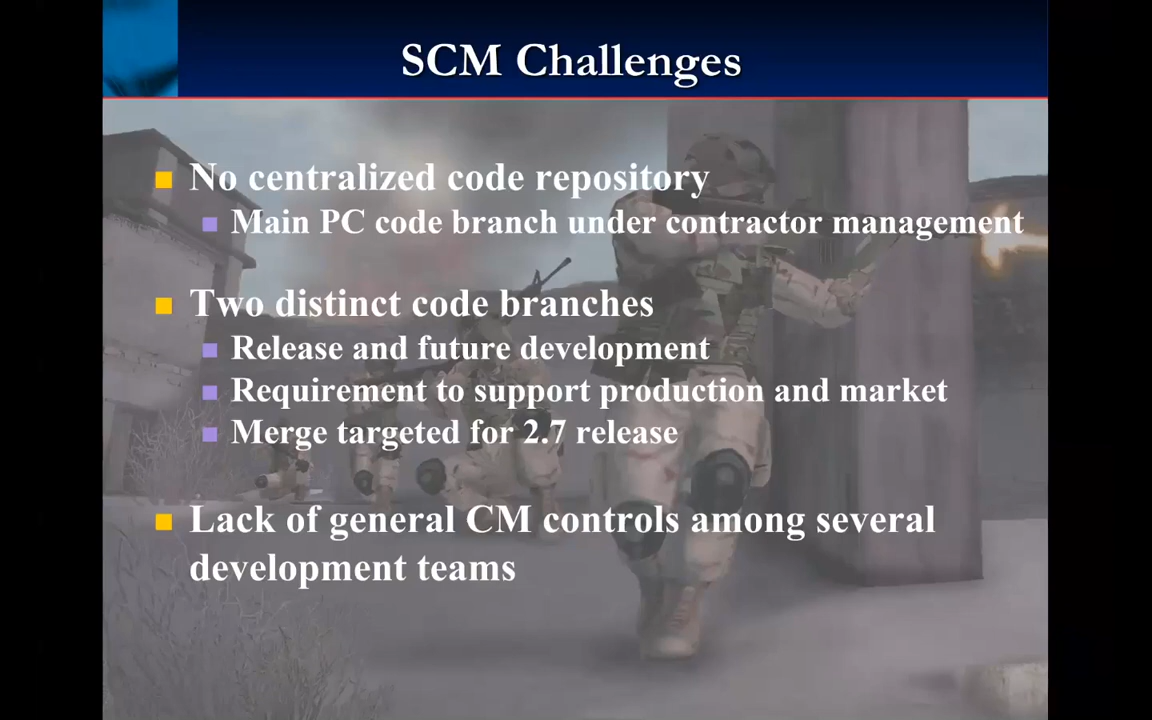 SCM Challenges
No centralized code repository
Main PC code branch under contractor management
Two distinct code branches
Release and future development
Requirement to support production and market
Merge targeted for 2.7 release
Lack of general CM controls among several
development teams